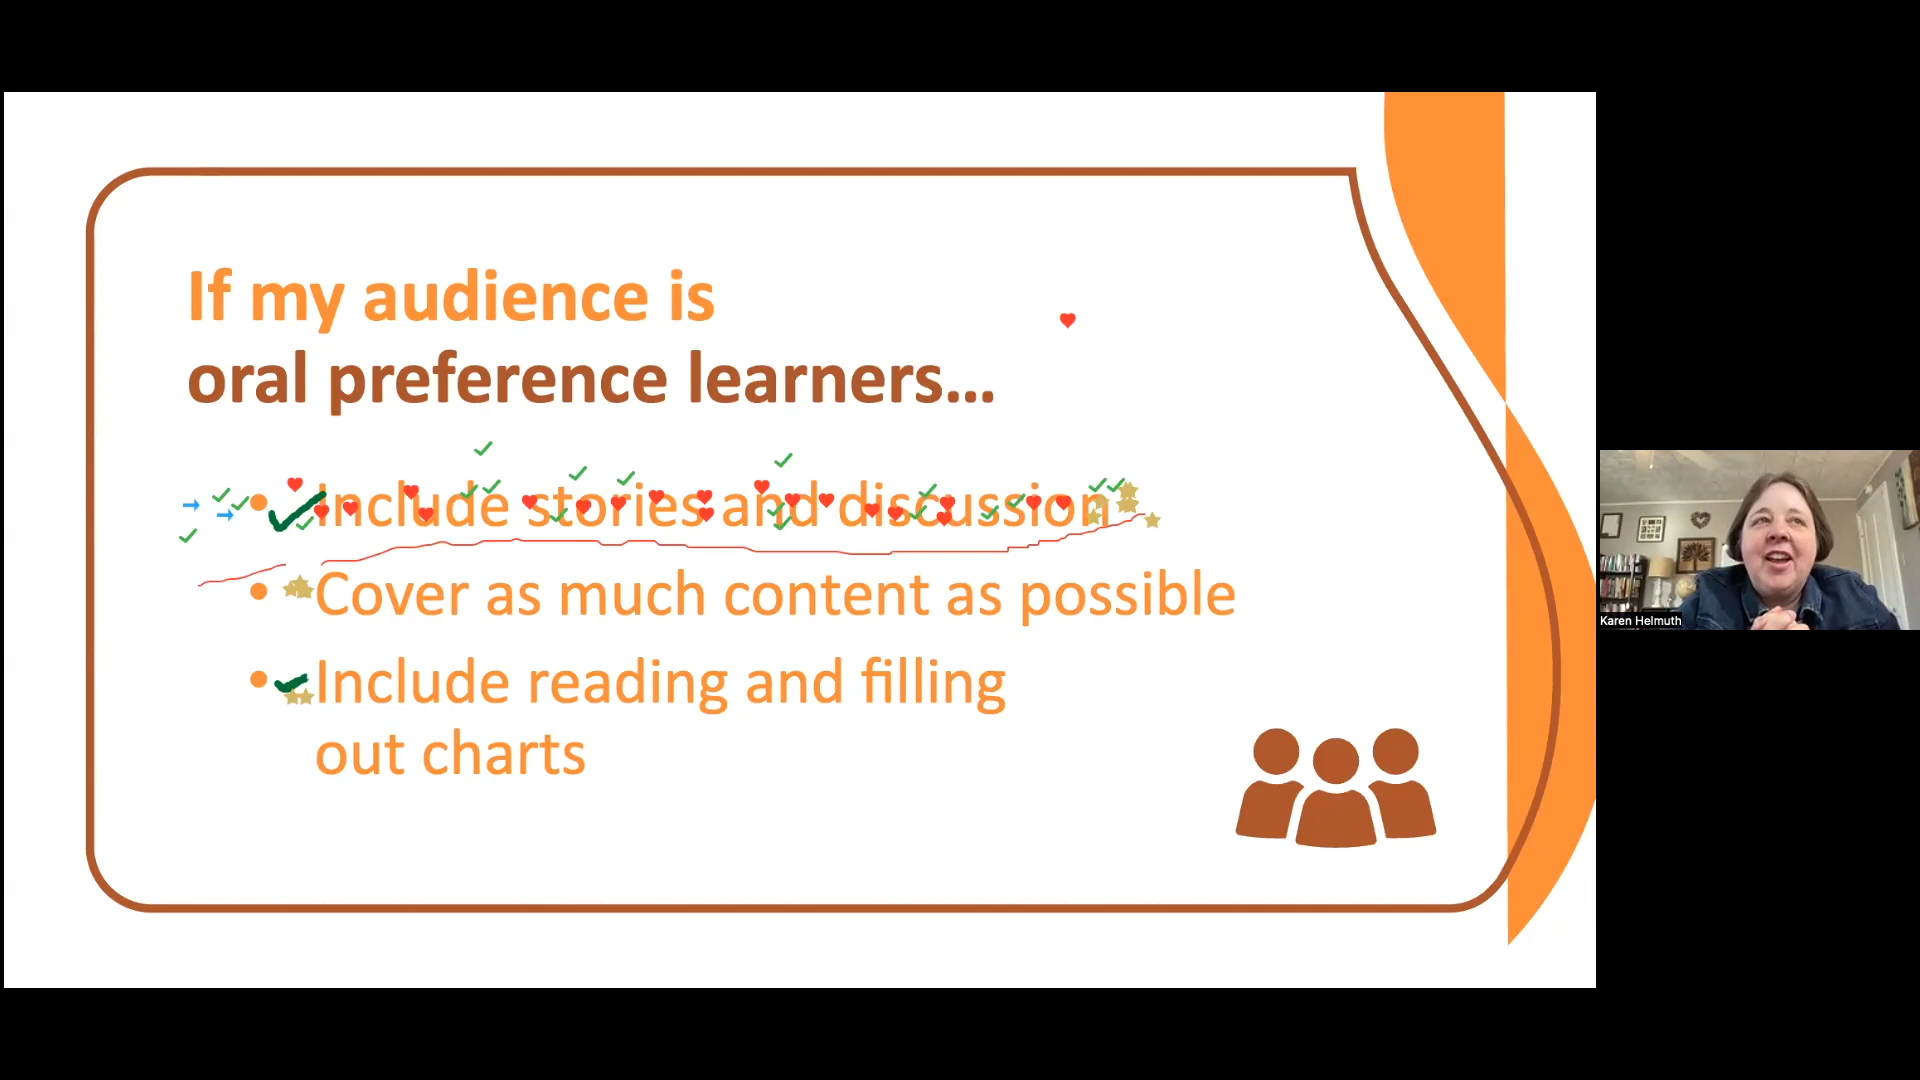 If my audience is
oral preference learners...
• Include stories and discussion
• Cover as much content as possible
• Include reading and filling
out charts
Karen Helmuth